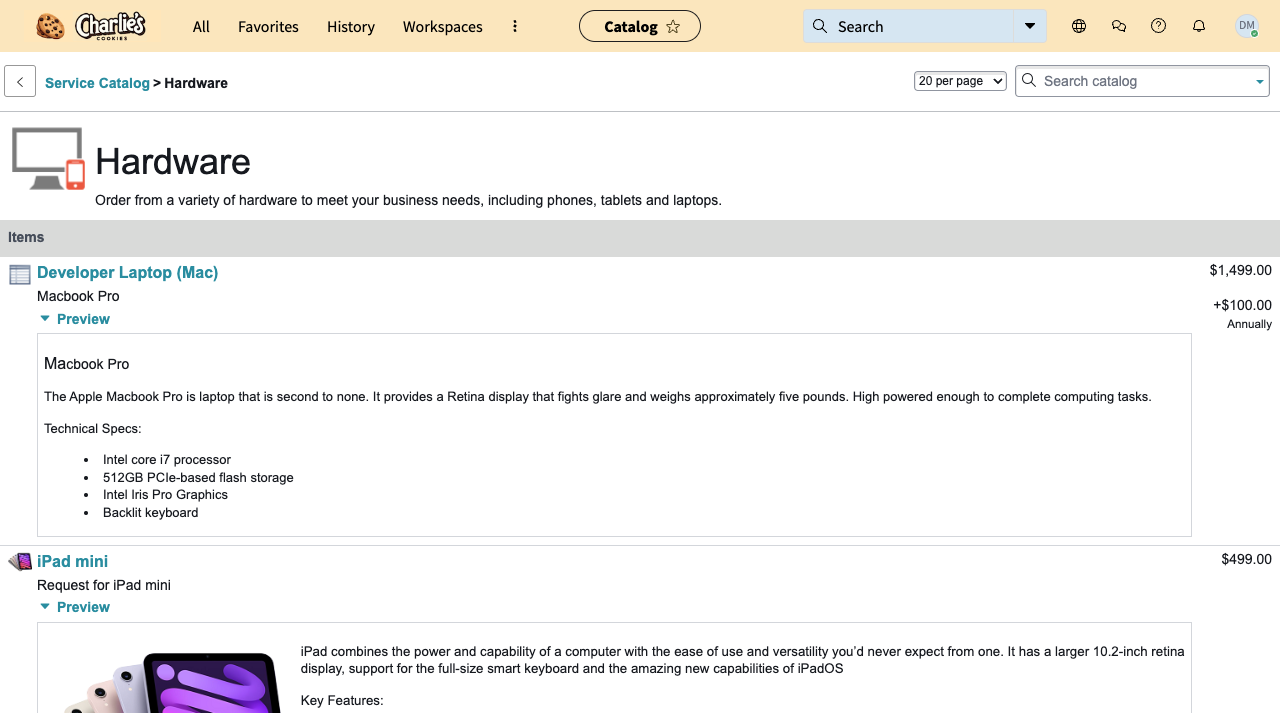 Charlie's
COOKIES
All
Favorites
History
Workspaces
Catalog
Search
DM
Service Catalog > Hardware
20 per page
Search catalog
Hardware
Order from a variety of hardware to meet your business needs, including phones, tablets and laptops.
Items
Developer Laptop (Mac)
$1,499.00
Macbook Pro
+$100.00
Preview
Annually
Macbook Pro
The Apple Macbook Pro is laptop that is second to none. It provides a Retina display that fights glare and weighs approximately five pounds. High powered enough to complete computing tasks.
Technical Specs:
• Intel core i7 processor
• 512GB PCIe-based flash storage
• Intel Iris Pro Graphics
• Backlit keyboard
iPad mini
$499.00
Request for iPad mini
Preview
iPad combines the power and capability of a computer with the ease of use and versatility you’d never expect from one. It has a larger 10.2-inch retina
display, support for the full-size smart keyboard and the amazing new capabilities of iPadOS
Key Features: